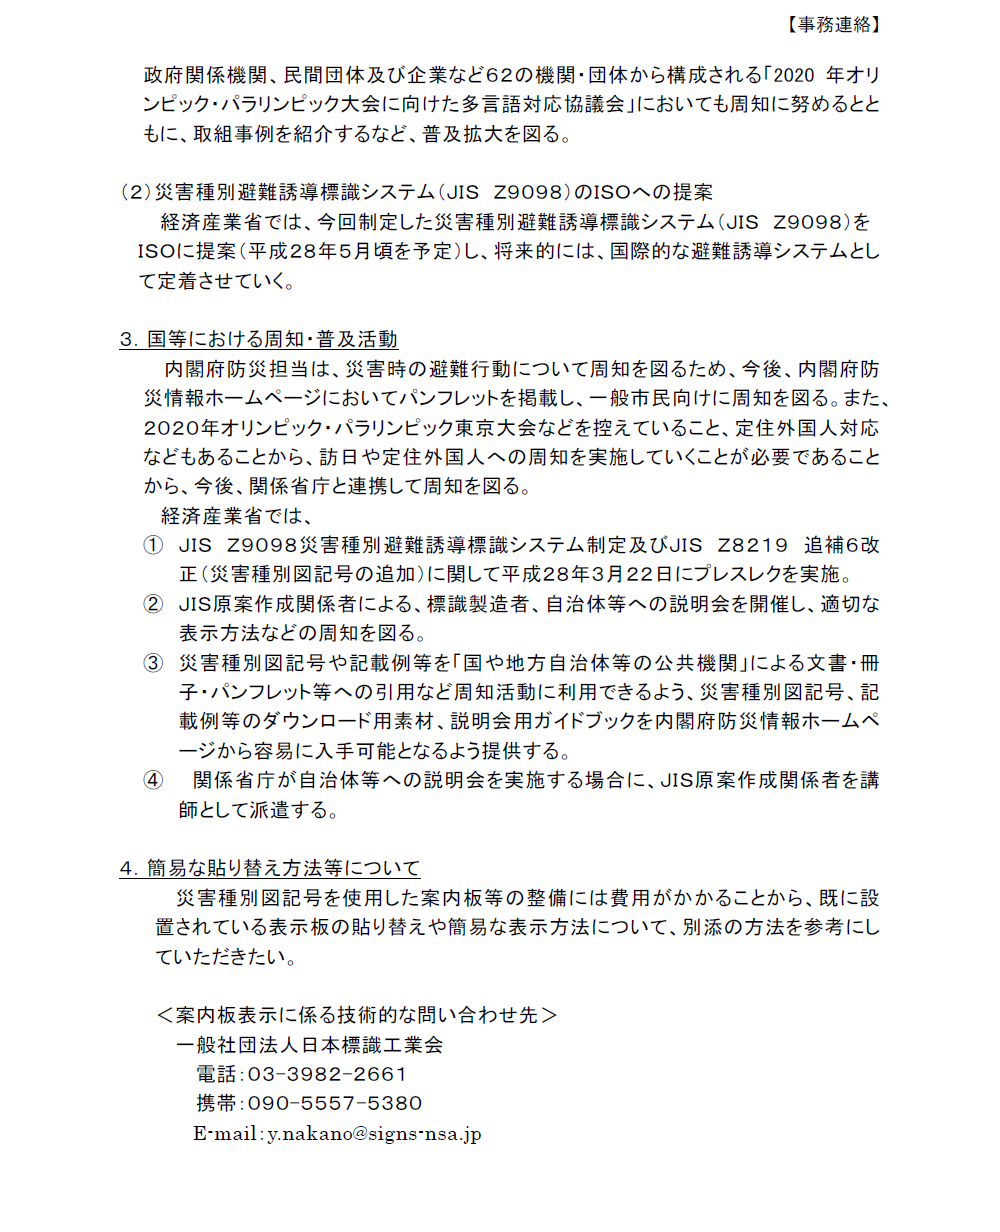 【事務連絡】
政府関係機関、民間団体及び企業など６２の機関・団体から構成される「2020 年オリ
ンピック・パラリンピック大会に向けた多言語対応協議会」においても周知に努めるとと
もに、取組事例を紹介するなど、普及拡大を図る。
（２）災害種別避難誘導標識システム（JIS　Z9098）のISOへの提案
経済産業省では、今回制定した災害種別避難誘導標識システム（JIS　Z9098）を
ISOに提案（平成２８年５月頃を予定）し、将来的には、国際的な避難誘導システムとし
て定着させていく。
３．国等における周知・普及活動
内閣府防災担当は、災害時の避難行動について周知を図るため、今後、内閣府防
災情報ホームページにおいてパンフレットを掲載し、一般市民向けに周知を図る。また、
２０２０年オリンピック・パラリンピック東京大会などを控えていること、定住外国人対応
などもあることから、訪日や定住外国人への周知を実施していくことが必要であること
から、今後、関係省庁と連携して周知を図る。
経済産業省では、
①　JIS　Z9098災害種別避難誘導標識システム制定及びJIS　Z8219　追補６改
正（災害種別図記号の追加）に関して平成２８年３月２２日にプレスレクを実施。
②　JIS原案作成関係者による、標識製造者、自治体等への説明会を開催し、適切な
表示方法などの周知を図る。
③　災害種別図記号や記載例等を「国や地方自治体等の公共機関」による文書・冊
子・パンフレット等への引用など周知活動に利用できるよう、災害種別図記号、記
載例等のダウンロード用素材、説明会用ガイドブックを内閣府防災情報ホームペ
ージから容易に入手可能となるよう提供する。
④　関係省庁が自治体等への説明会を実施する場合に、JIS原案作成関係者を講
師として派遣する。
４．簡易な貼り替え方法等について
災害種別図記号を使用した案内板等の整備には費用がかかることから、既に設
置されている表示板の貼り替えや簡易な表示方法について、別添の方法を参考にし
ていただきたい。
＜案内板表示に係る技術的な問い合わせ先＞
一般社団法人日本標識工業会
電話：０３－３９８２－２６６１
携帯：０９０－５５５７－５３８０
E-mail：y.nakano@signs-nsa.jp